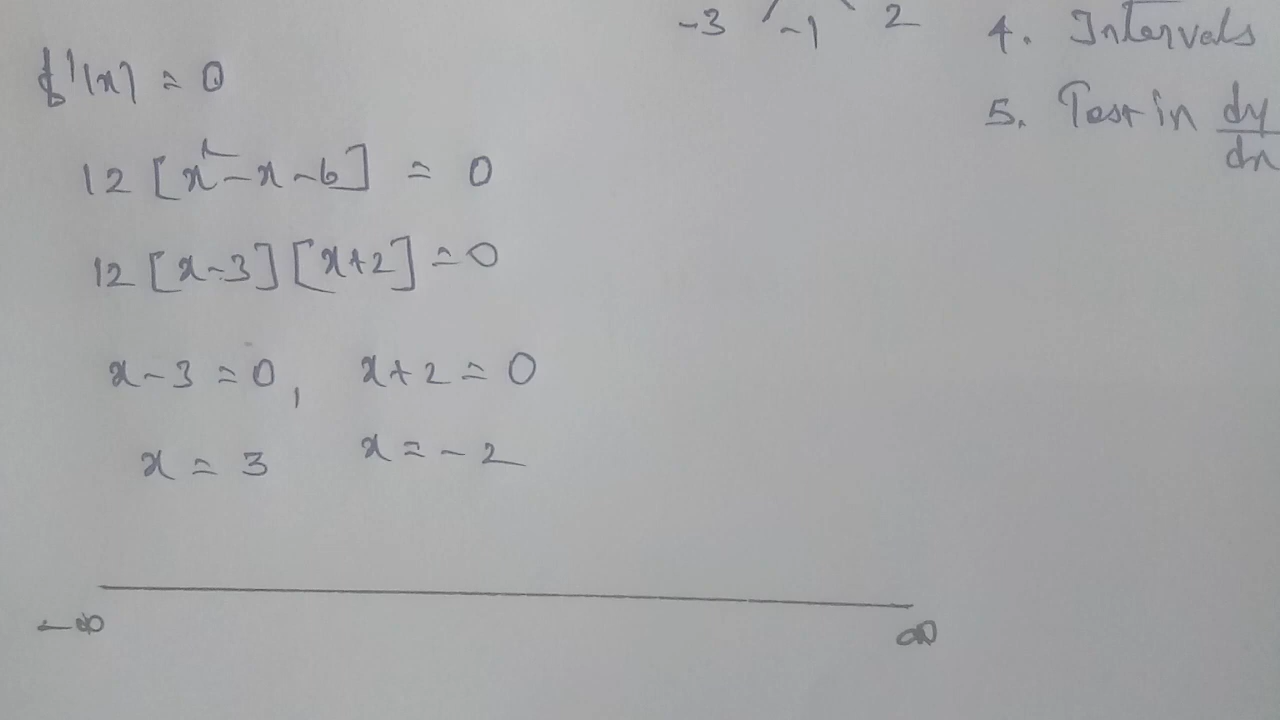 -3 -1 2
4. Intervals
f'(x) = 0
5. Test in dy/dx
12 [x² - x - 6] = 0
12 [x-3] [x+2] = 0
x - 3 = 0, x + 2 = 0
x = 3 x = -2
-∞ ∞